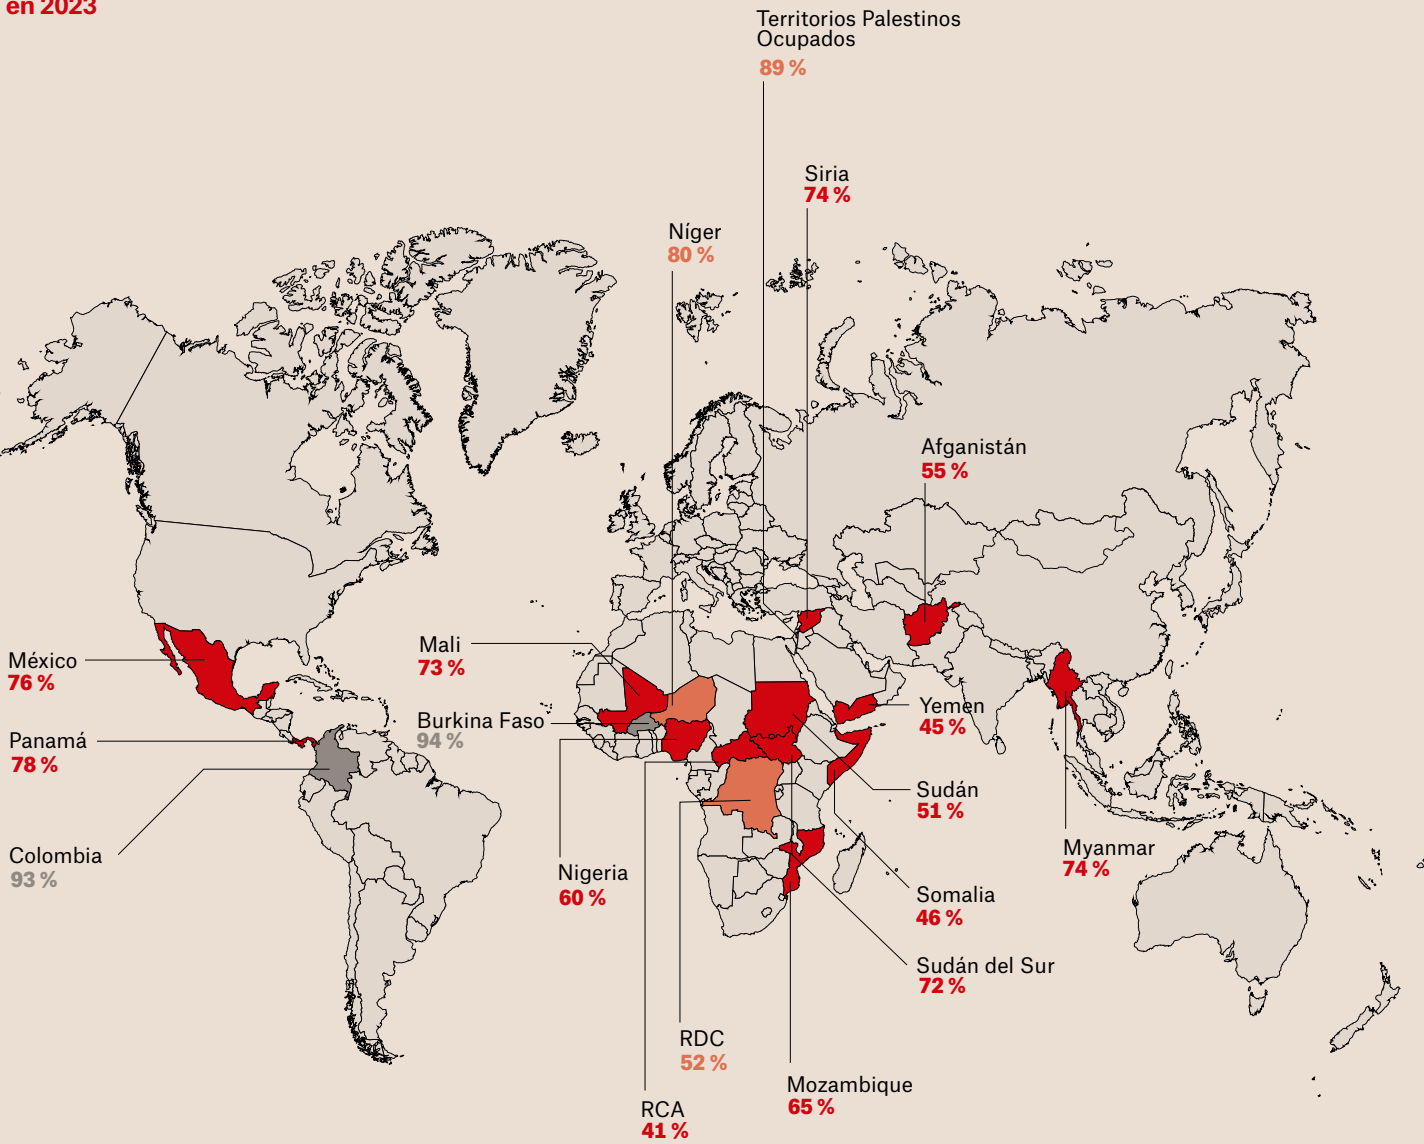 en 2023
Territorios Palestinos
Ocupados
89 %
Siria
74 %
Níger
80 %
Afganistán
55 %
Mali
73 %
México
76 %
Burkina Faso
94 %
Yemen
45 %
Panamá
78 %
Sudán
51 %
Colombia
93 %
Myanmar
74 %
Nigeria
60 %
Somalia
46 %
Sudán del Sur
72 %
RDC
52 %
Mozambique
65 %
RCA
41 %